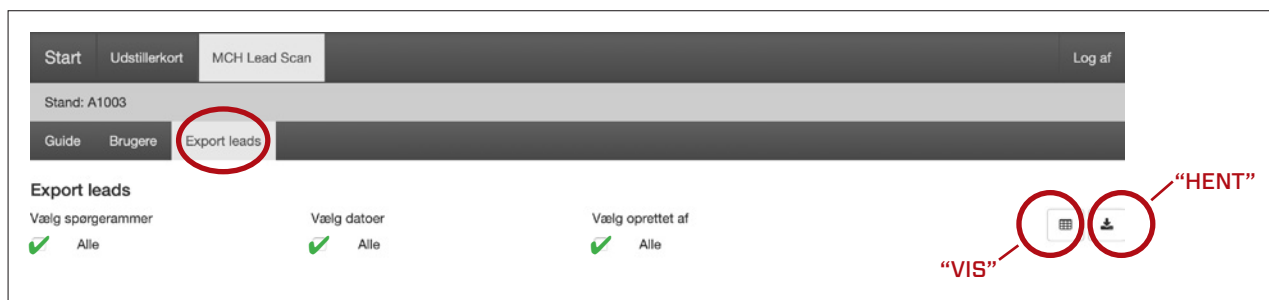 Start Udstillerkort MCH Lead Scan Log af
Stand: A1003
Guide Brugere Export leads
Export leads
"HENT"
Vælg spørgerammer Vælg datoer Vælg oprettet af
Alle Alle Alle
"VIS"